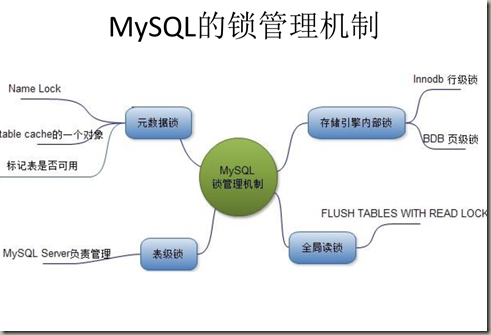 MySQL的锁管理机制
Name Lock
table cache的一个对象
标记表是否可用
元数据锁
MySQL
锁管理机制
Innodb 行级锁
BDB 页级锁
存储引擎内部锁
MySQL Server负责管理
表级锁
FLUSH TABLES WITH READ LOCK
全局读锁